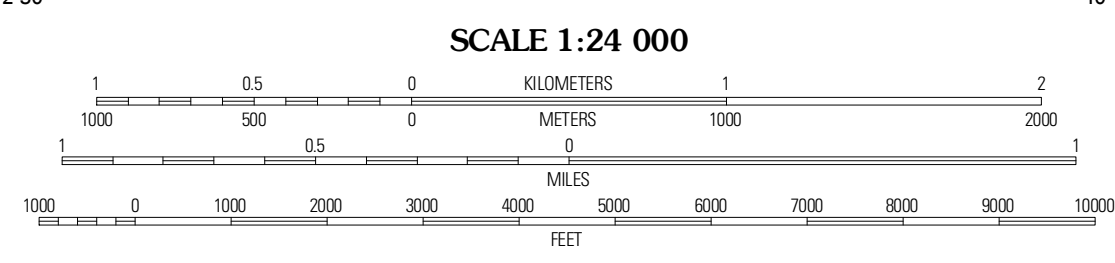 SCALE 1:24 000
1 0.5 0 KILOMETERS 1 2
1000 500 0 METERS 1000 2000
1 0.5 0 1
MILES
1000 0 1000 2000 3000 4000 5000 6000 7000 8000 9000 10000
FEET